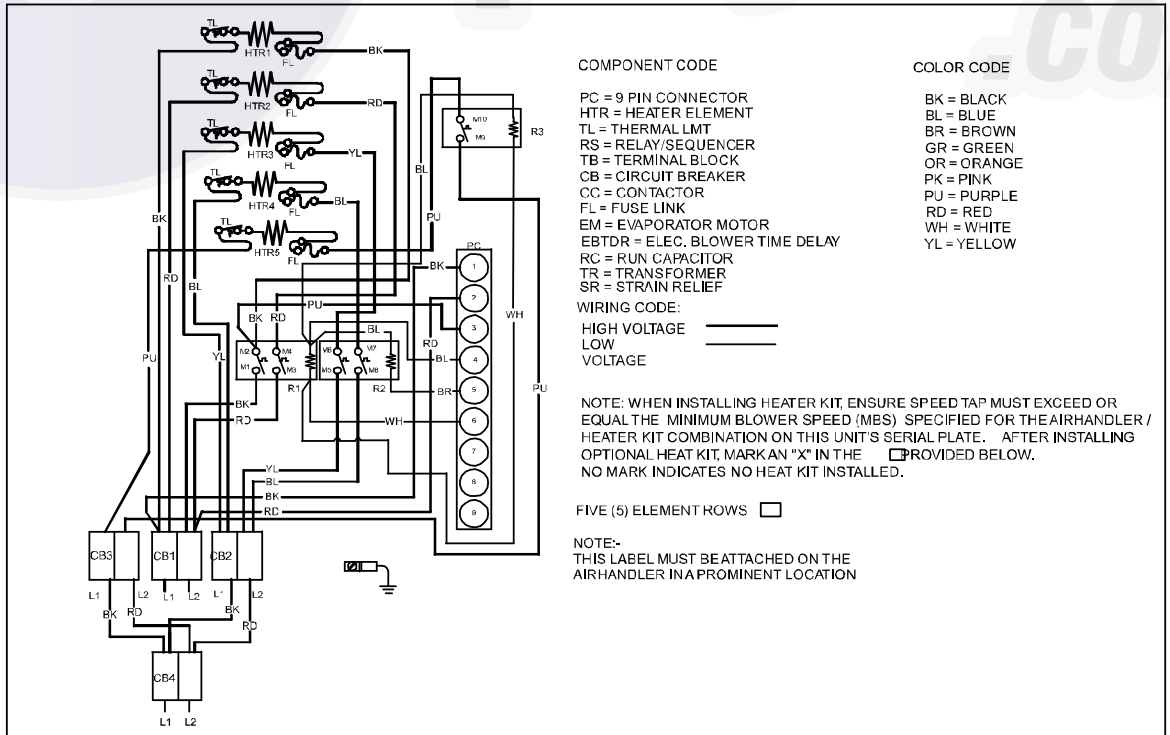 .CO
TL
HTR1
FL
BK
TL
HTR2
FL
RD
TL
HTR3
FL
YL
TL
HTR4
FL
BL
TL
HTR5
FL
M10
M9
R3
BL
PU
BK
RD
BL
PU
YL
BK
RD
PU
PC
BK
1
2
3
4
5
6
7
8
9
RD
WH
PU
BL
BL
BR
WH
M2
M4
M1
M3
R1
M6
M7
M5
M8
R2
BK
RD
YL
BL
BK
RD
CB3
CB1
CB2
L1
L2
L1
L2
L1
L2
BK
RD
BK
RD
CB4
L1
L2
COMPONENT CODE
PC = 9 PIN CONNECTOR
HTR = HEATER ELEMENT
TL = THERMAL LMT
RS = RELAY/SEQUENCER
TB = TERMINAL BLOCK
CB = CIRCUIT BREAKER
CC = CONTACTOR
FL = FUSE LINK
EM = EVAPORATOR MOTOR
EBTDR = ELEC. BLOWER TIME DELAY
RC = RUN CAPACITOR
TR = TRANSFORMER
SR = STRAIN RELIEF
WIRING CODE:
HIGH VOLTAGE
LOW
VOLTAGE
COLOR CODE
BK = BLACK
BL = BLUE
BR = BROWN
GR = GREEN
OR = ORANGE
PK = PINK
PU = PURPLE
RD = RED
WH = WHITE
YL = YELLOW
NOTE: WHEN INSTALLING HEATER KIT, ENSURE SPEED TAP MUST EXCEED OR
EQUAL THE MINIMUM BLOWER SPEED (MBS) SPECIFIED FOR THE AIRHANDLER /
HEATER KIT COMBINATION ON THIS UNIT'S SERIAL PLATE. AFTER INSTALLING
OPTIONAL HEAT KIT, MARK AN "X" IN THE PROVIDED BELOW.
NO MARK INDICATES NO HEAT KIT INSTALLED.
FIVE (5) ELEMENT ROWS
NOTE:-
THIS LABEL MUST BE ATTACHED ON THE
AIRHANDLER IN A PROMINENT LOCATION